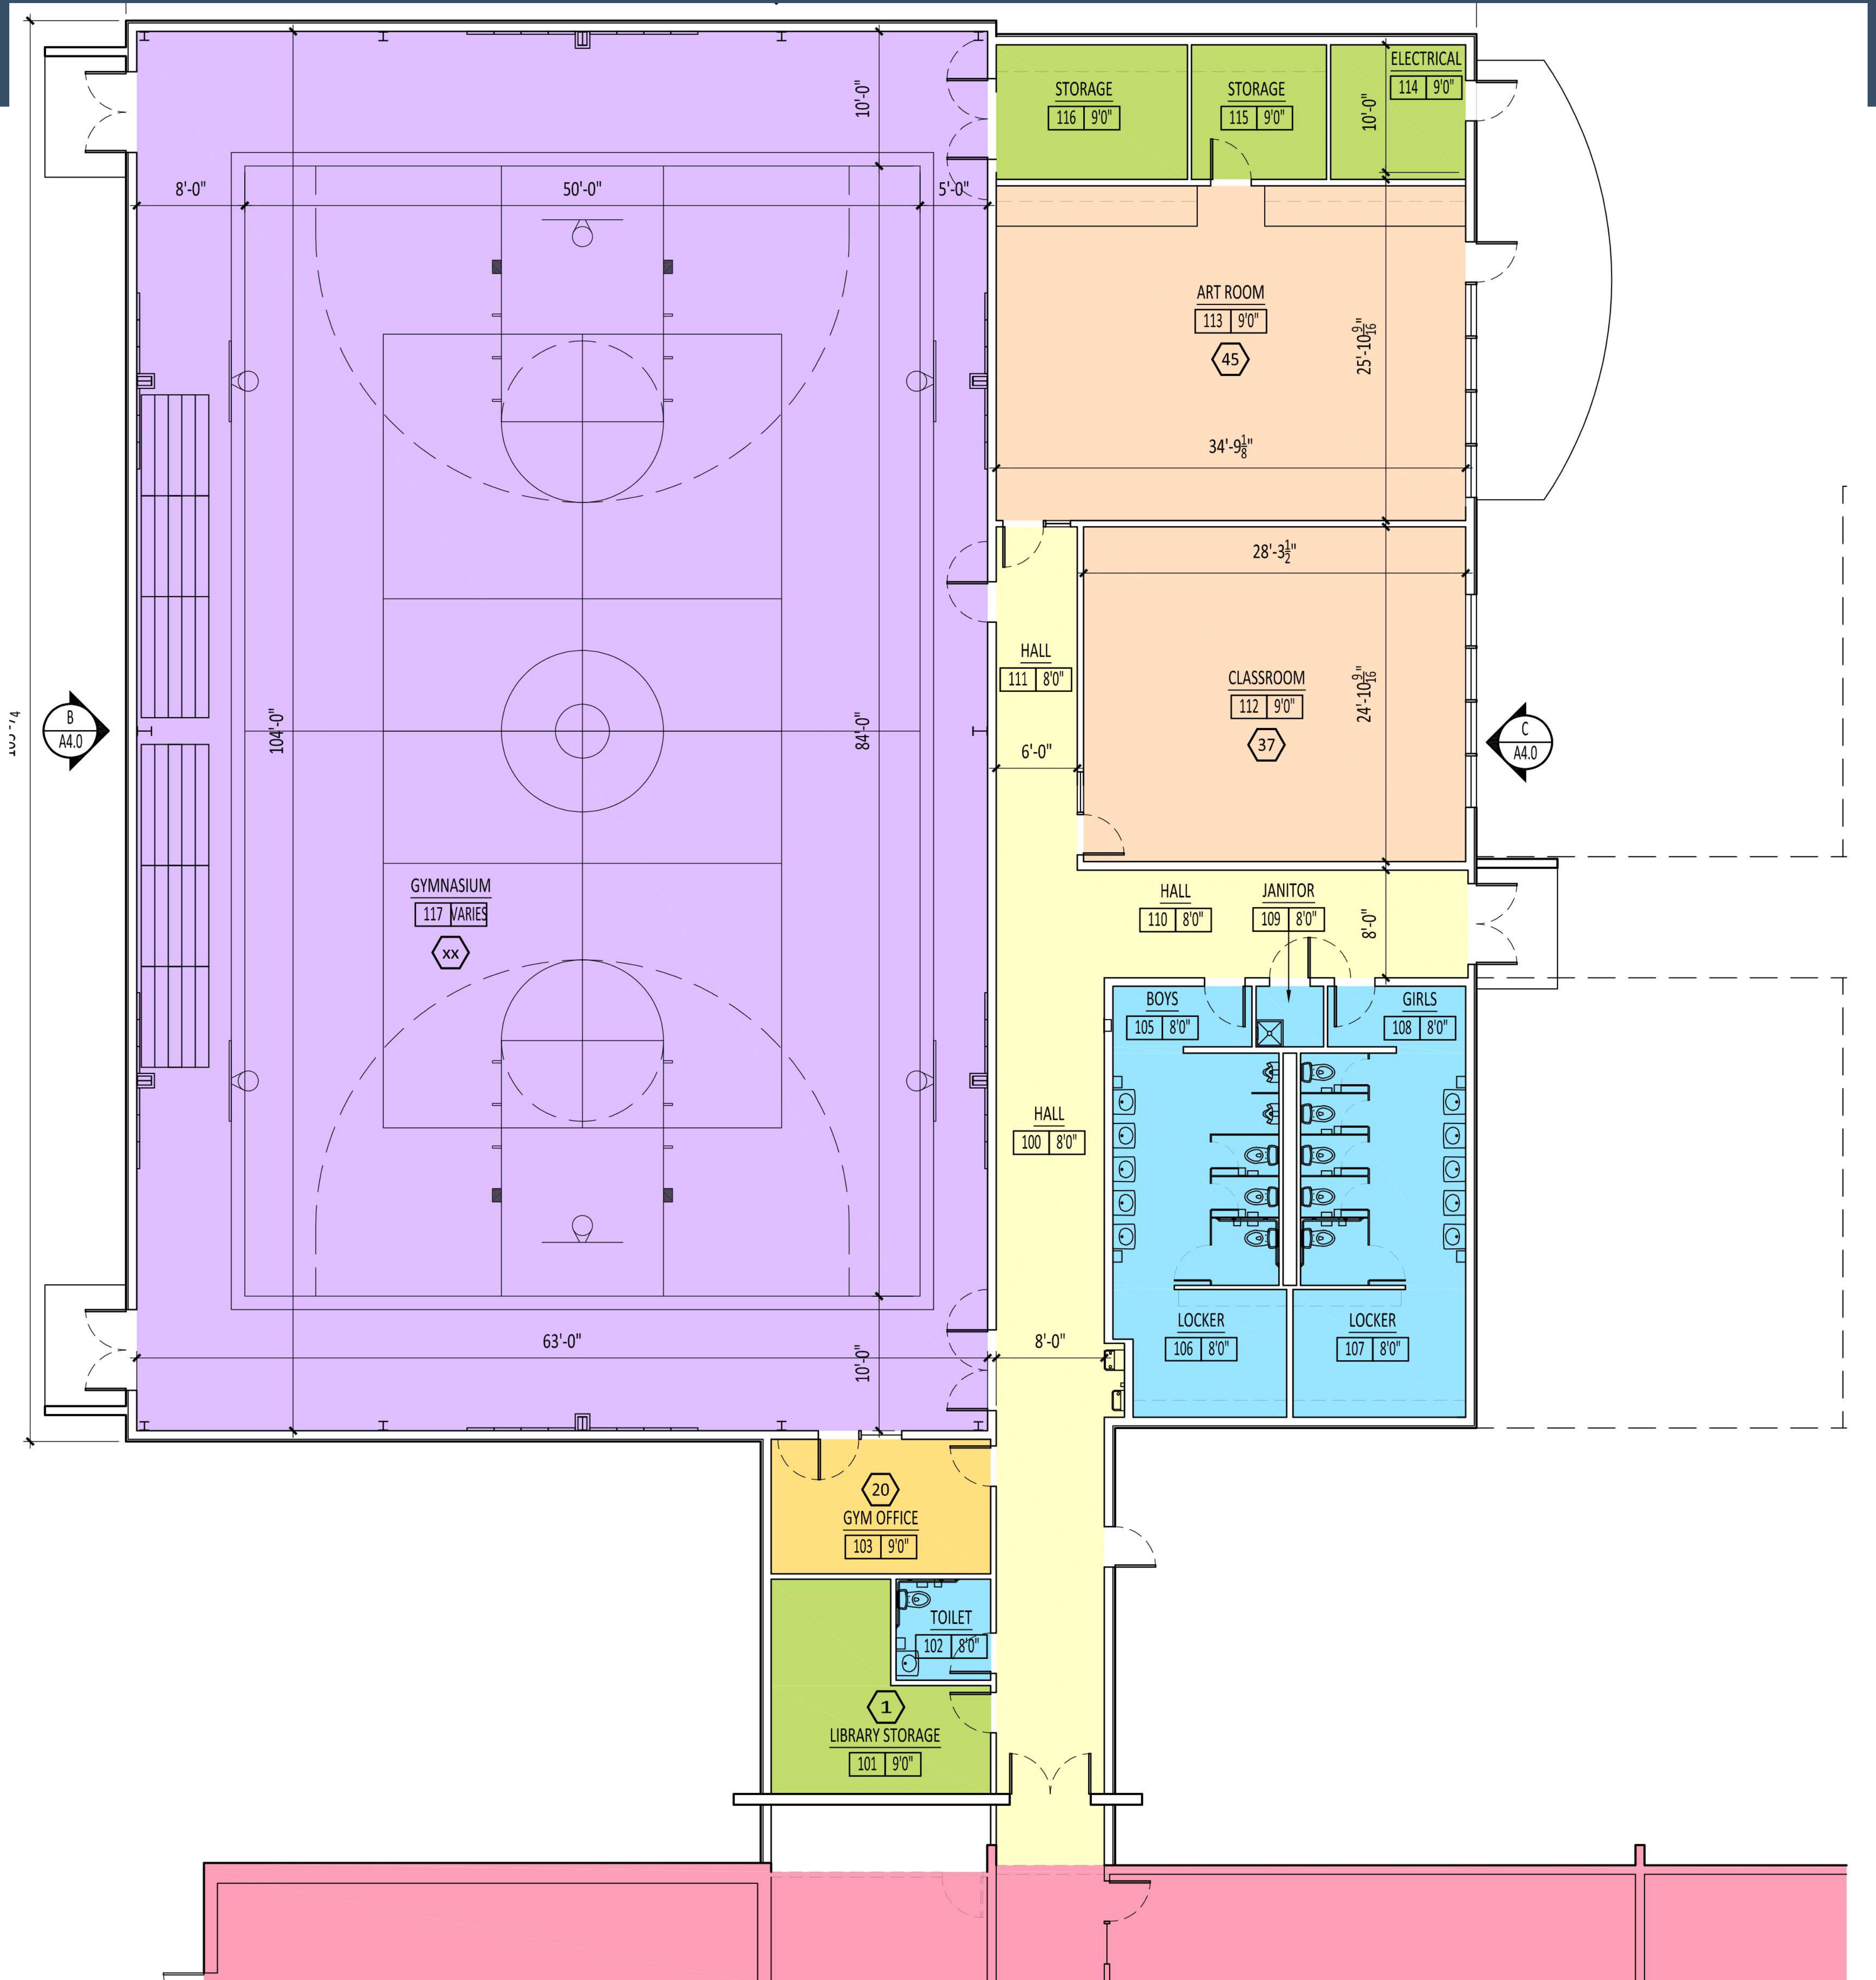 ELECTRICAL
114 9'0"
STORAGE
116 9'0"
STORAGE
115 9'0"
10'-0"
10'-0"
8'-0"
50'-0"
5'-0"
ART ROOM
113 9'0"
45
25'-10 9/16"
34'-9 1/8"
28'-3 1/2"
HALL
111 8'0"
CLASSROOM
112 9'0"
37
24'-10 9/16"
B
A4.0
104'-0"
84'-0"
6'-0"
C
A4.0
GYMNASIUM
117 VARIES
xx
HALL
110 8'0"
JANITOR
109 8'0"
8'-0"
BOYS
105 8'0"
GIRLS
108 8'0"
HALL
100 8'0"
63'-0"
10'-0"
8'-0"
LOCKER
106 8'0"
LOCKER
107 8'0"
20
GYM OFFICE
103 9'0"
TOILET
102 8'0"
1
LIBRARY STORAGE
101 9'0"